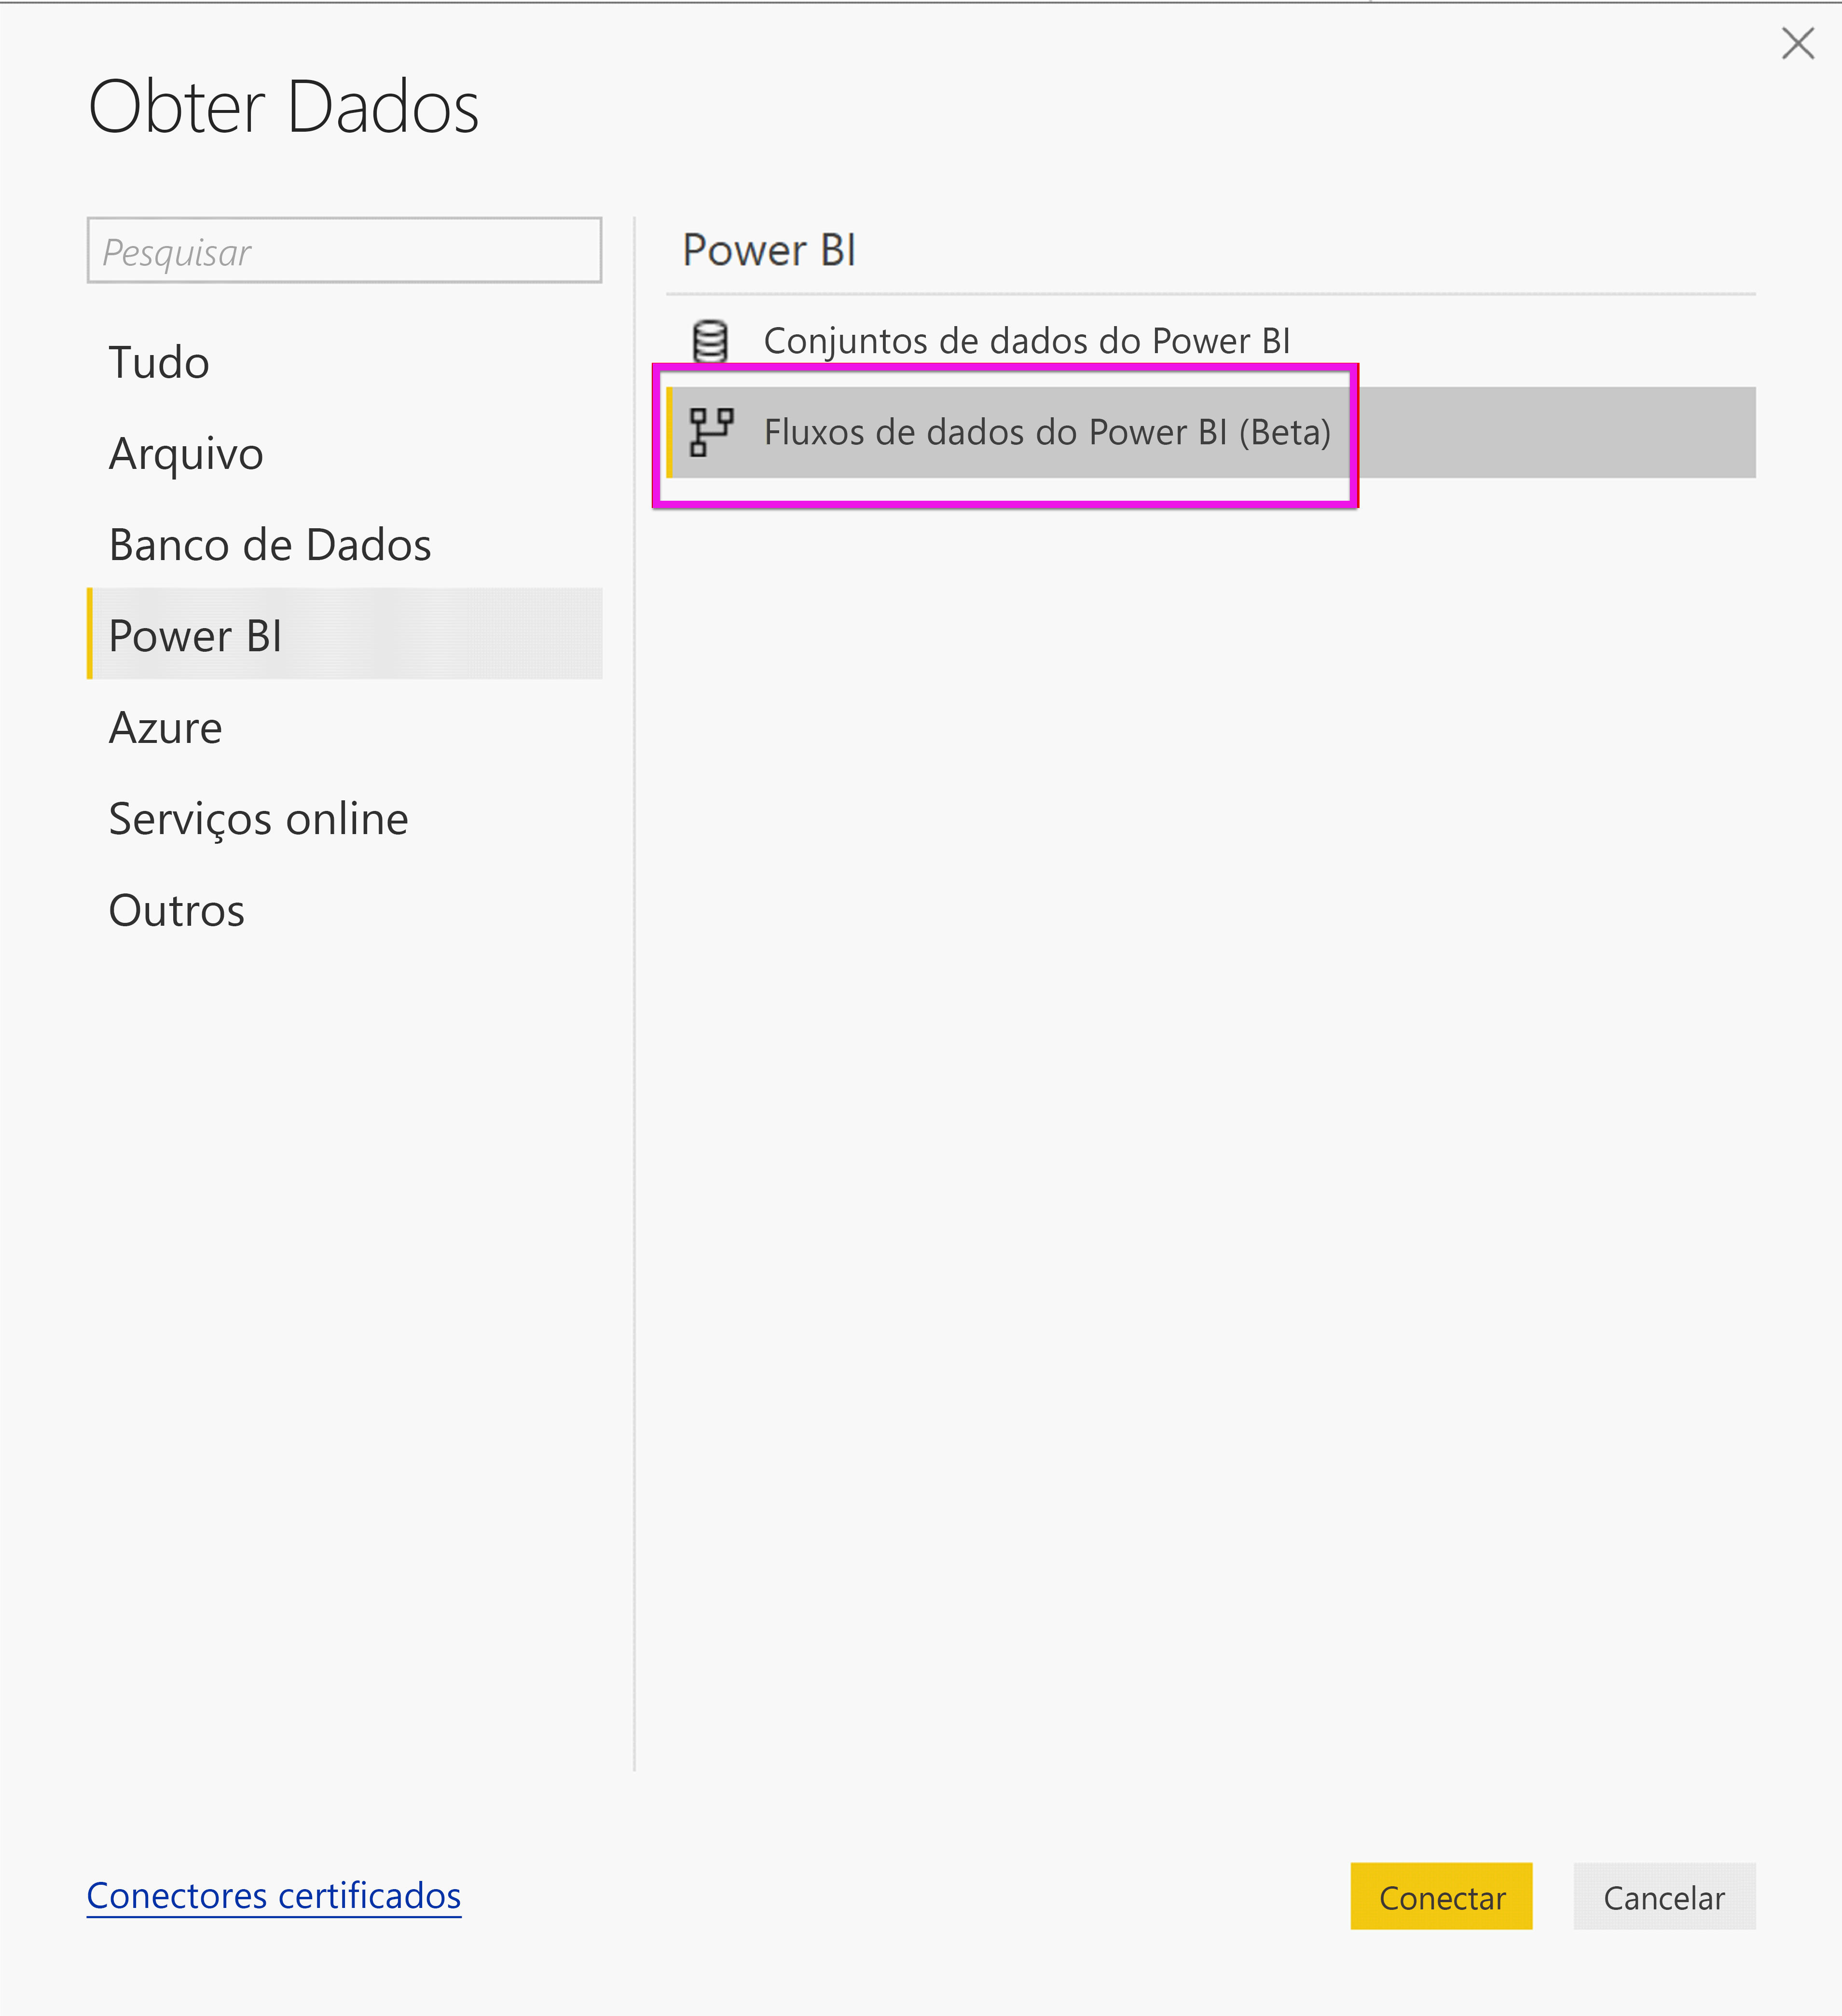 Obter Dados
Pesquisar
Tudo
Arquivo
Banco de Dados
Power BI
Azure
Serviços online
Outros
Power BI
Conjuntos de dados do Power BI
Fluxos de dados do Power BI (Beta)
Conectores certificados
Conectar
Cancelar